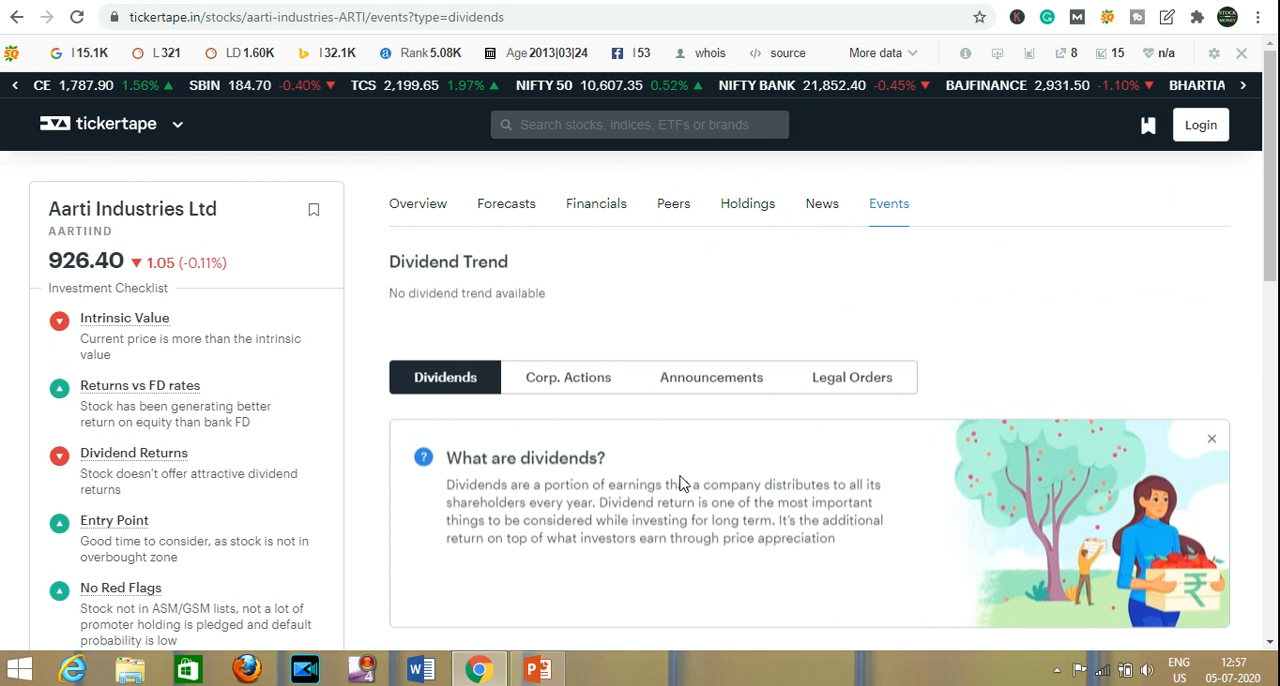 tickertape.in/stocks/aarti-industries-ARTI/events?type=dividends
I 15.1K L 321 LD 1.60K I 32.1K Rank 5.08K Age 2013|03|24 I 53 whois source More data 8 15 n/a
CE 1,787.90 1.56% ▲ SBIN 184.70 -0.40% ▼ TCS 2,199.65 1.97% ▲ NIFTY 50 10,607.35 0.52% ▲ NIFTY BANK 21,852.40 -0.45% ▼ BAJFINANCE 2,931.50 -1.10% ▼ BHARTIA
tickertape
Search stocks, indices, ETFs or brands
Login
Aarti Industries Ltd
AARTIIND
926.40 ▼ 1.05 (-0.11%)
Investment Checklist
Intrinsic Value
Current price is more than the intrinsic
value
Returns vs FD rates
Stock has been generating better
return on equity than bank FD
Dividend Returns
Stock doesn't offer attractive dividend
returns
Entry Point
Good time to consider, as stock is not in
overbought zone
No Red Flags
Stock not in ASM/GSM lists, not a lot of
promoter holding is pledged and default
probability is low
Overview Forecasts Financials Peers Holdings News Events
Dividend Trend
No dividend trend available
Dividends Corp. Actions Announcements Legal Orders
What are dividends?
Dividends are a portion of earnings that a company distributes to all its
shareholders every year. Dividend return is one of the most important
things to be considered while investing for long term. It's the additional
return on top of what investors earn through price appreciation
₹
ENG
US
12:57
05-07-2020